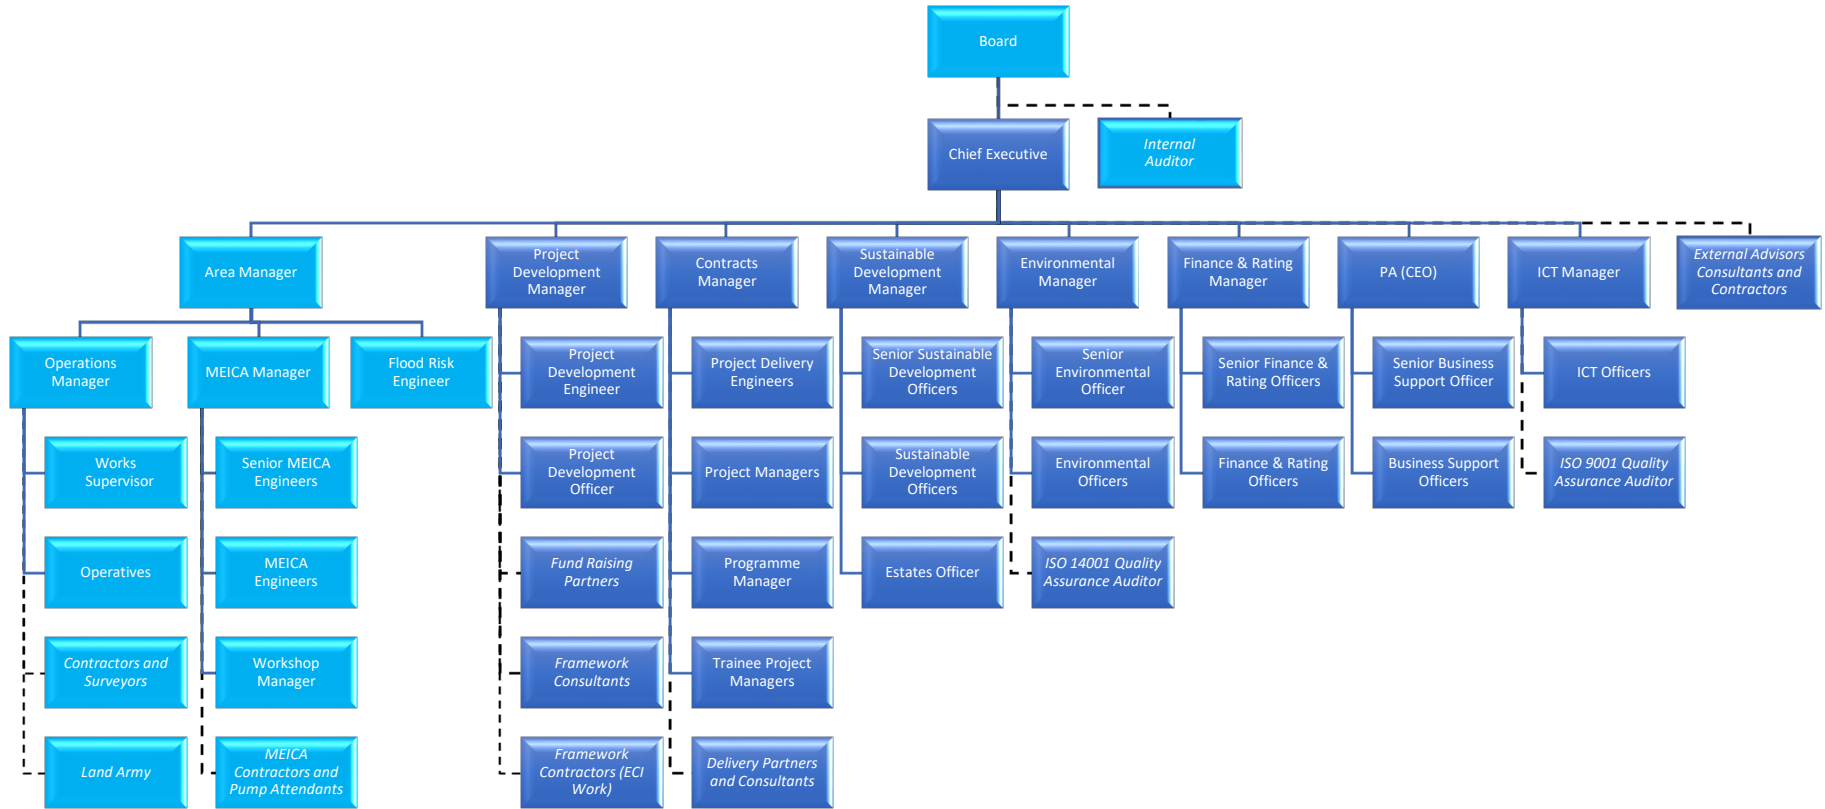 Board
Chief Executive
Internal
Auditor
Area Manager
Project
Development
Manager
Contracts
Manager
Sustainable
Development
Manager
Environmental
Manager
Finance & Rating
Manager
PA (CEO)
ICT Manager
External Advisors
Consultants and
Contractors
Operations
Manager
MEICA Manager
Flood Risk
Engineer
Project
Development
Engineer
Project Delivery
Engineers
Senior Sustainable
Development
Officers
Senior
Environmental
Officer
Senior Finance &
Rating Officers
Senior Business
Support Officer
ICT Officers
Works
Supervisor
Senior MEICA
Engineers
Project
Development
Officer
Project Managers
Sustainable
Development
Officers
Environmental
Officers
Finance & Rating
Officers
Business Support
Officers
ISO 9001 Quality
Assurance Auditor
Operatives
MEICA
Engineers
Fund Raising
Partners
Programme
Manager
Estates Officer
ISO 14001 Quality
Assurance Auditor
Contractors and
Surveyors
Workshop
Manager
Framework
Consultants
Trainee Project
Managers
Land Army
MEICA
Contractors and
Pump Attendants
Framework
Contractors (ECI
Work)
Delivery Partners
and Consultants